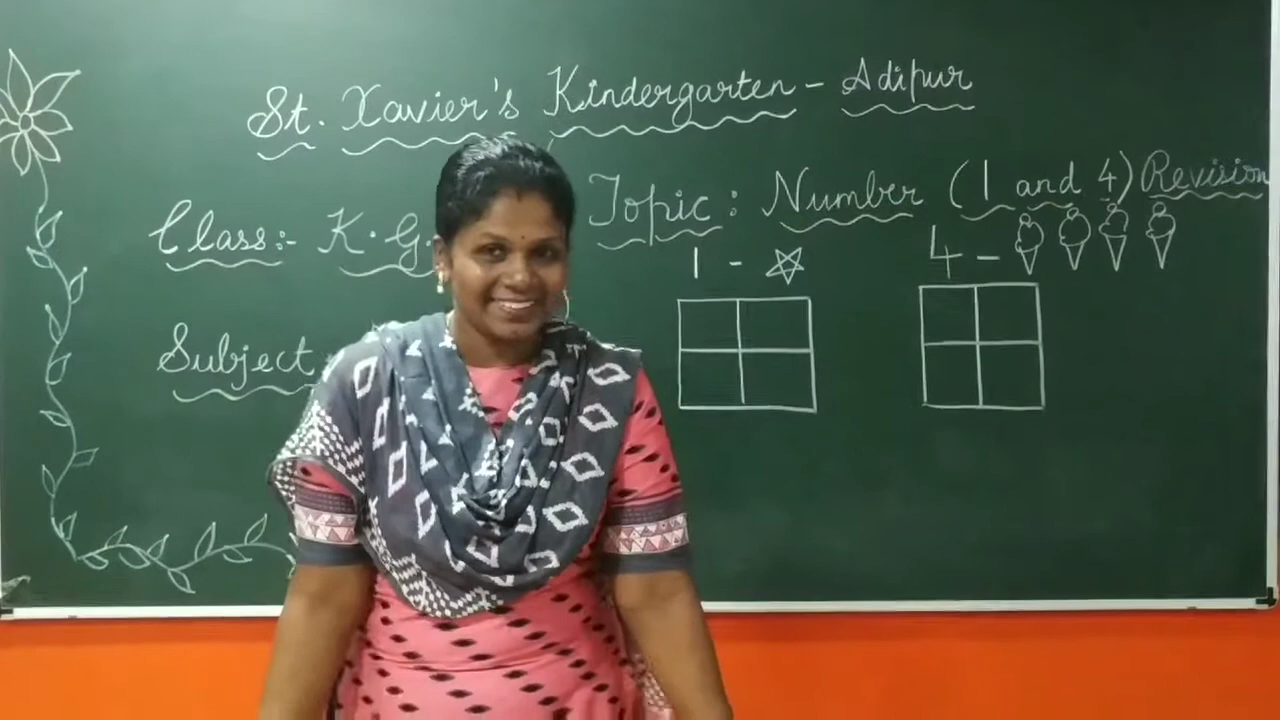 St. Xavier's Kindergarten - Adipur
Class:- K.G.
Topic: Number (1 and 4) Revision
1 -
4 -
Subject